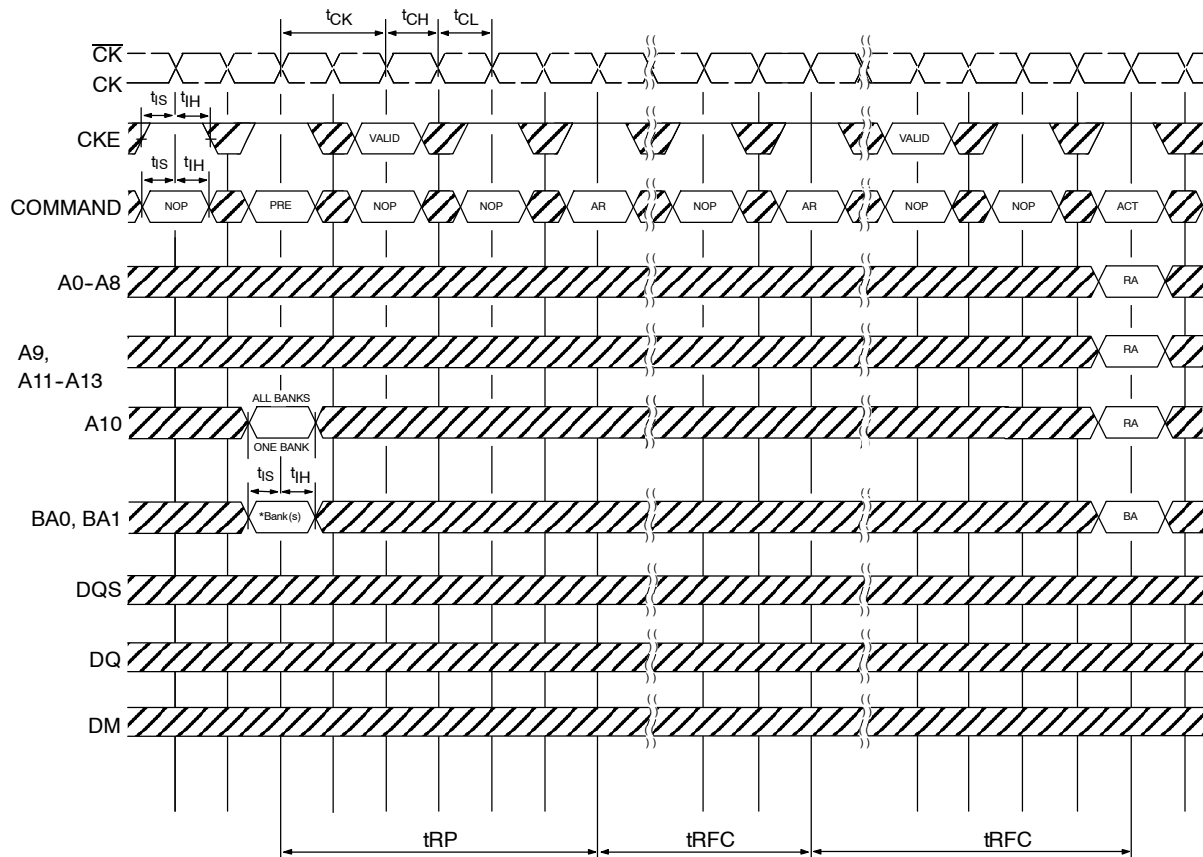 tCK tCH tCL
CK
CK
tIS tIH
CKE VALID VALID
tIS tIH
COMMAND NOP PRE NOP NOP AR NOP AR NOP NOP ACT
A0-A8 RA
A9,
A11-A13 RA
ALL BANKS
A10 RA
ONE BANK
tIS tIH
BA0, BA1 *Bank(s) BA
DQS
DQ
DM
tRP tRFC tRFC